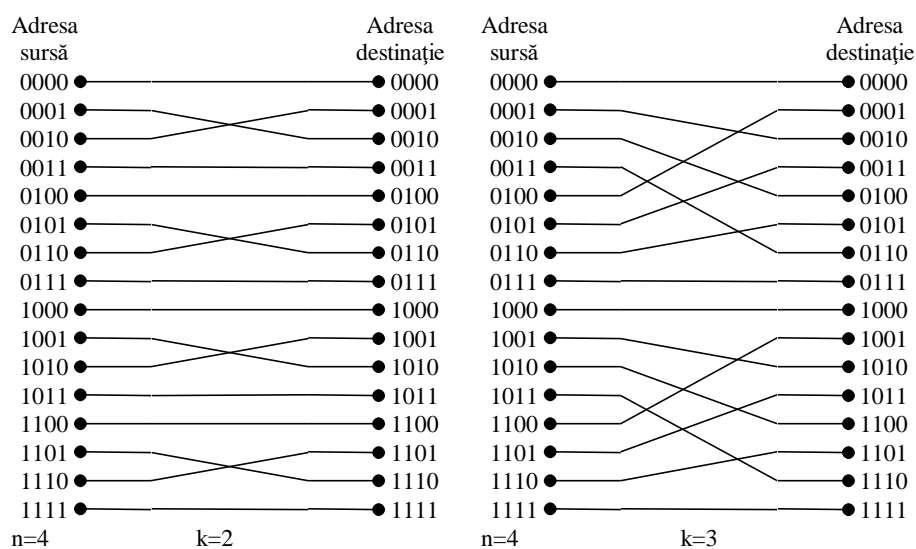 Adresa Adresa Adresa Adresa
sursă destinaţie sursă destinaţie
0000 0000 0000 0000
0001 0001 0001 0001
0010 0010 0010 0010
0011 0011 0011 0011
0100 0100 0100 0100
0101 0101 0101 0101
0110 0110 0110 0110
0111 0111 0111 0111
1000 1000 1000 1000
1001 1001 1001 1001
1010 1010 1010 1010
1011 1011 1011 1011
1100 1100 1100 1100
1101 1101 1101 1101
1110 1110 1110 1110
1111 1111 1111 1111
n=4 k=2 n=4 k=3